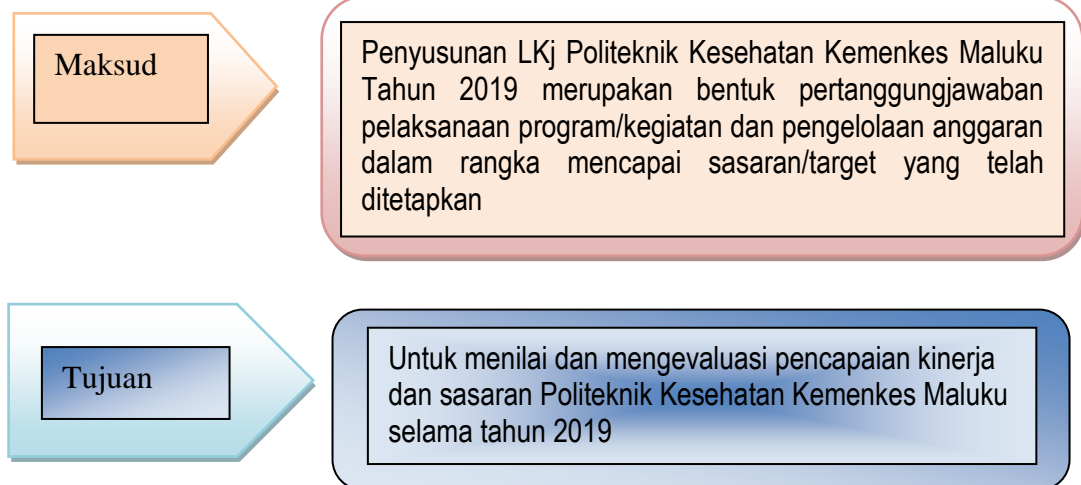 Maksud
Penyusunan LKj Politeknik Kesehatan Kemenkes Maluku
Tahun 2019 merupakan bentuk pertanggungjawaban
pelaksanaan program/kegiatan dan pengelolaan anggaran
dalam rangka mencapai sasaran/target yang telah
ditetapkan
Tujuan
Untuk menilai dan mengevaluasi pencapaian kinerja
dan sasaran Politeknik Kesehatan Kemenkes Maluku
selama tahun 2019